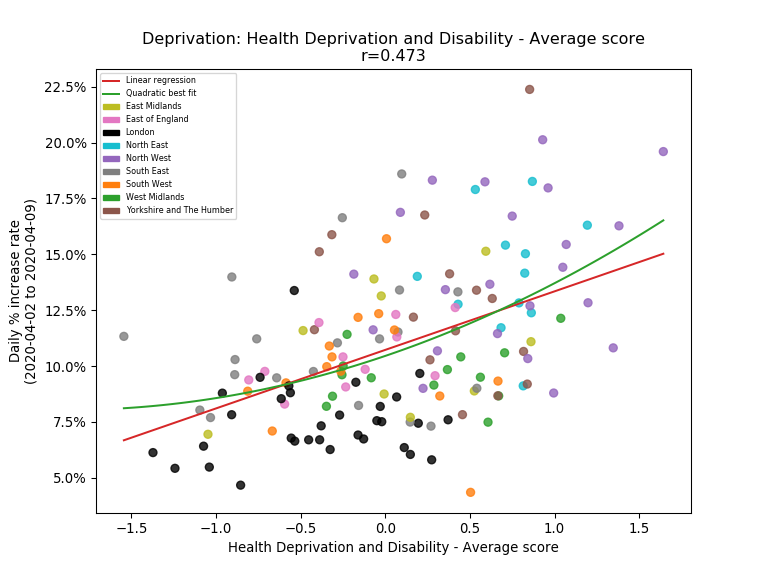 Deprivation: Health Deprivation and Disability - Average score
r=0.473
Linear regression
Quadratic best fit
East Midlands
East of England
London
North East
North West
South East
South West
West Midlands
Yorkshire and The Humber
22.5%
20.0%
17.5%
15.0%
12.5%
10.0%
7.5%
5.0%
Daily % increase rate
(2020-04-02 to 2020-04-09)
−1.5
−1.0
−0.5
0.0
0.5
1.0
1.5
Health Deprivation and Disability - Average score